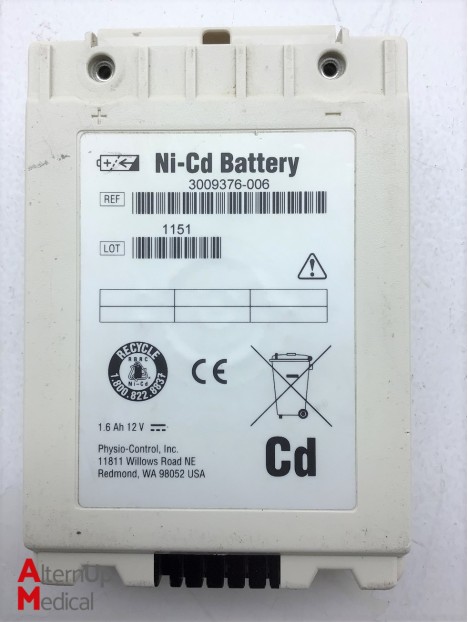 + −
+/← Ni-Cd Battery
3009376-006
REF
1151
LOT
RECYCLE
RBRC
Ni-Cd
1.800.822.8837
CE
1.6 Ah 12 V
Cd
Physio-Control, Inc.
11811 Willows Road NE
Redmond, WA 98052 USA
AlternUp
Medical